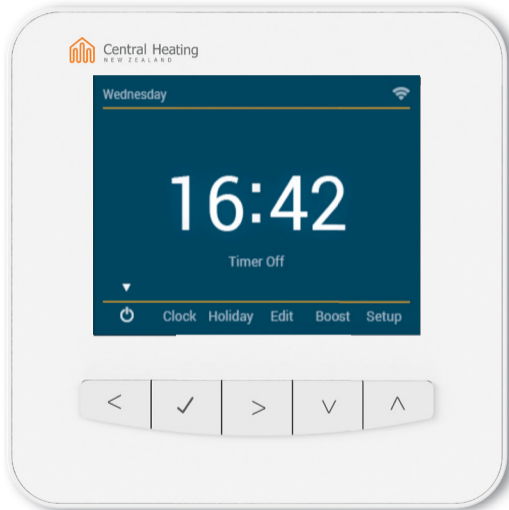 Central Heating
NEW ZEALAND
Wednesday
16:42
Timer Off
Clock Holiday Edit Boost Setup